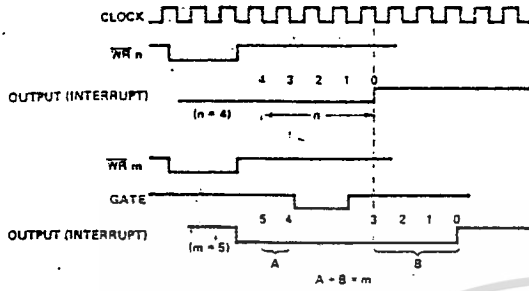 CLOCK
WR n
4 3 2 1 0
OUTPUT (INTERRUPT)
(n = 4)
n
WR m
GATE
5 4 3 2 1 0
OUTPUT (INTERRUPT)
(m = 5)
A B
A + B = m